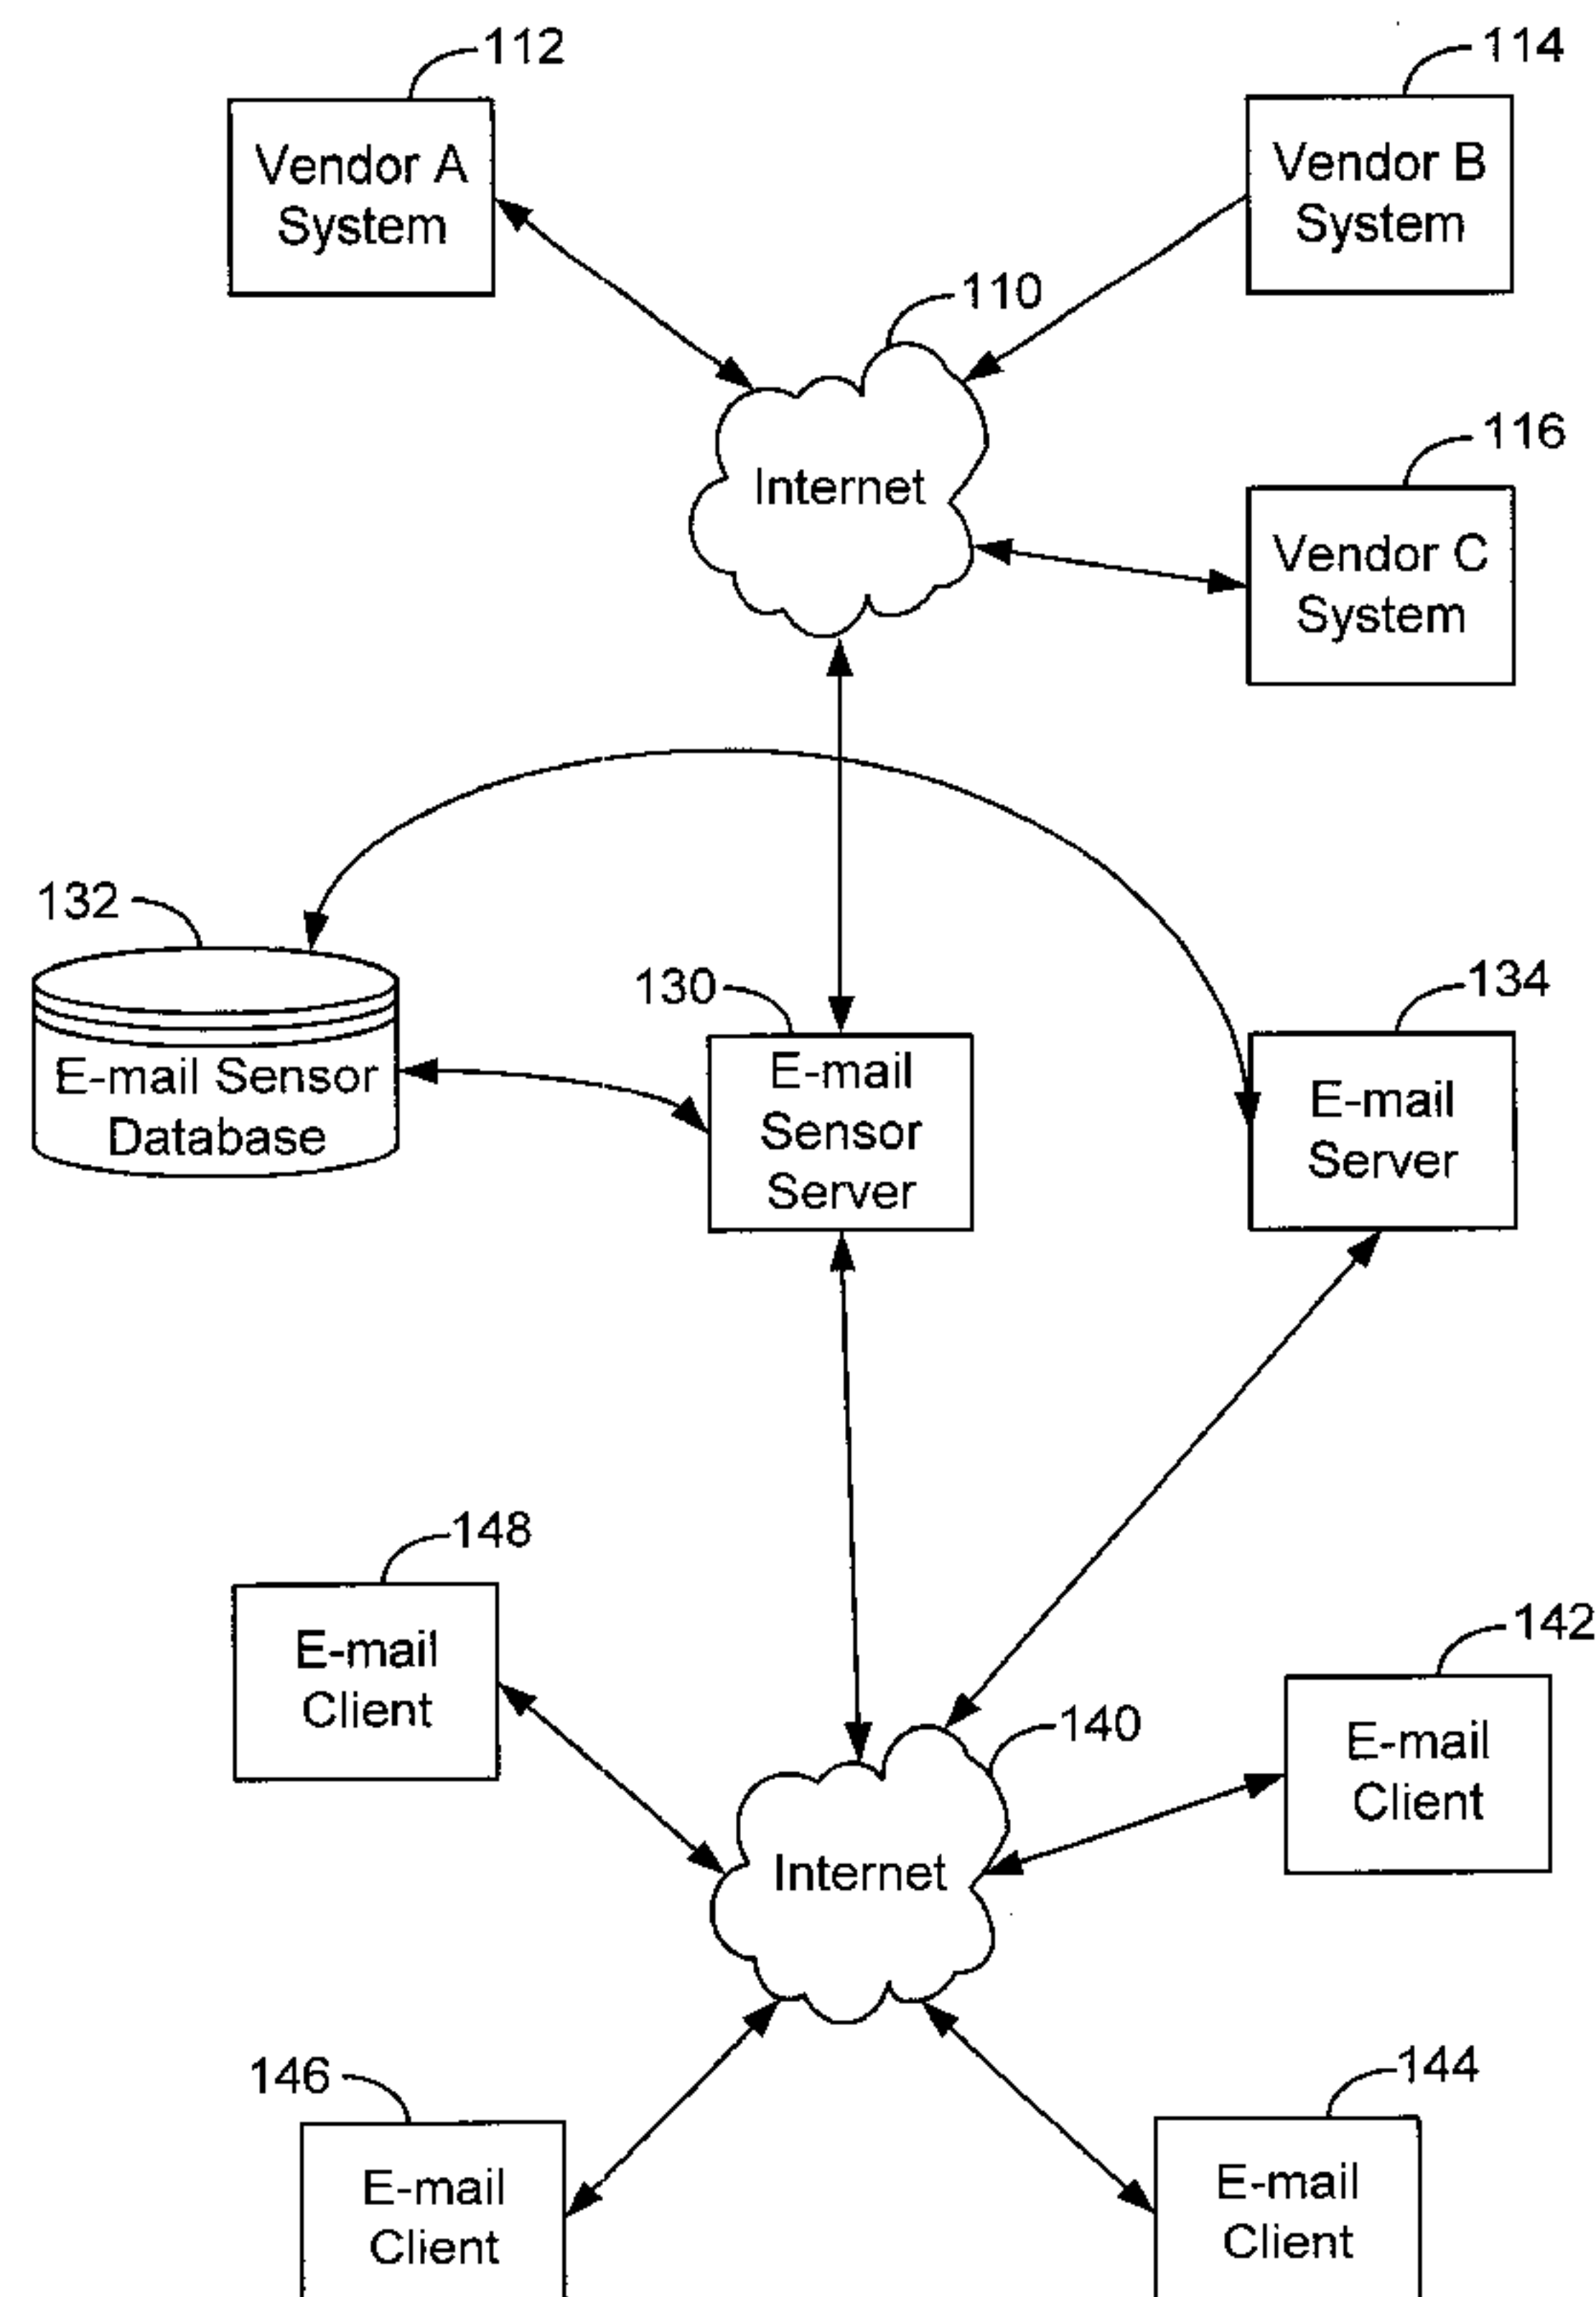 112
114
Vendor A
System
Vendor B
System
110
Internet
116
Vendor C
System
132
E-mail Sensor
Database
130
E-mail
Sensor
Server
134
E-mail
Server
148
E-mail
Client
142
E-mail
Client
140
Internet
146
E-mail
Client
144
E-mail
Client